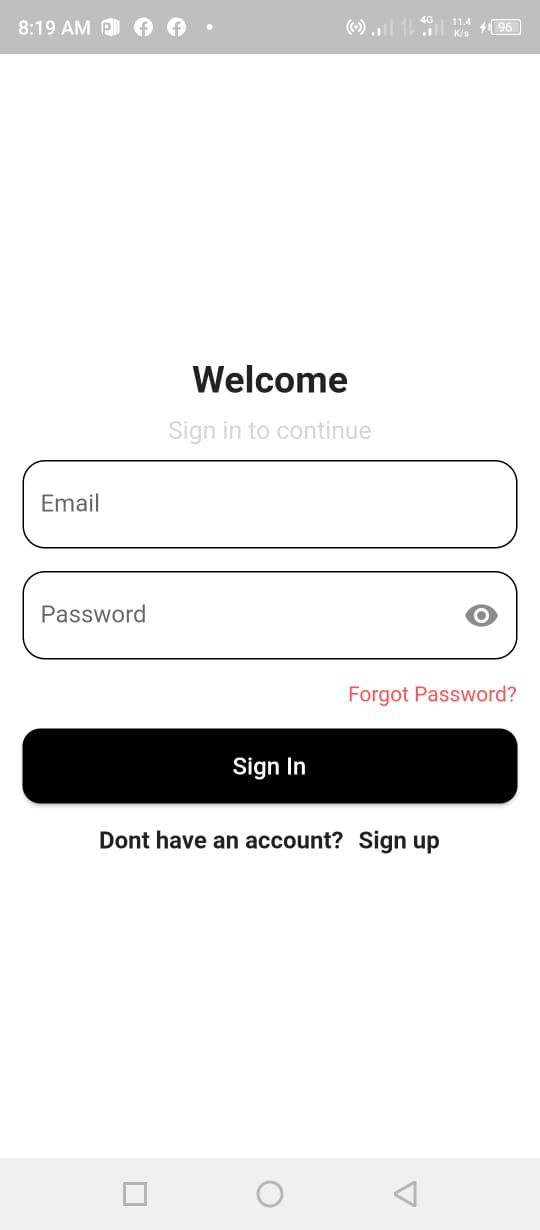 8:19 AM 4G 11.4 K/s 96
Welcome
Sign in to continue
Email
Password
Forgot Password?
Sign In
Dont have an account? Sign up